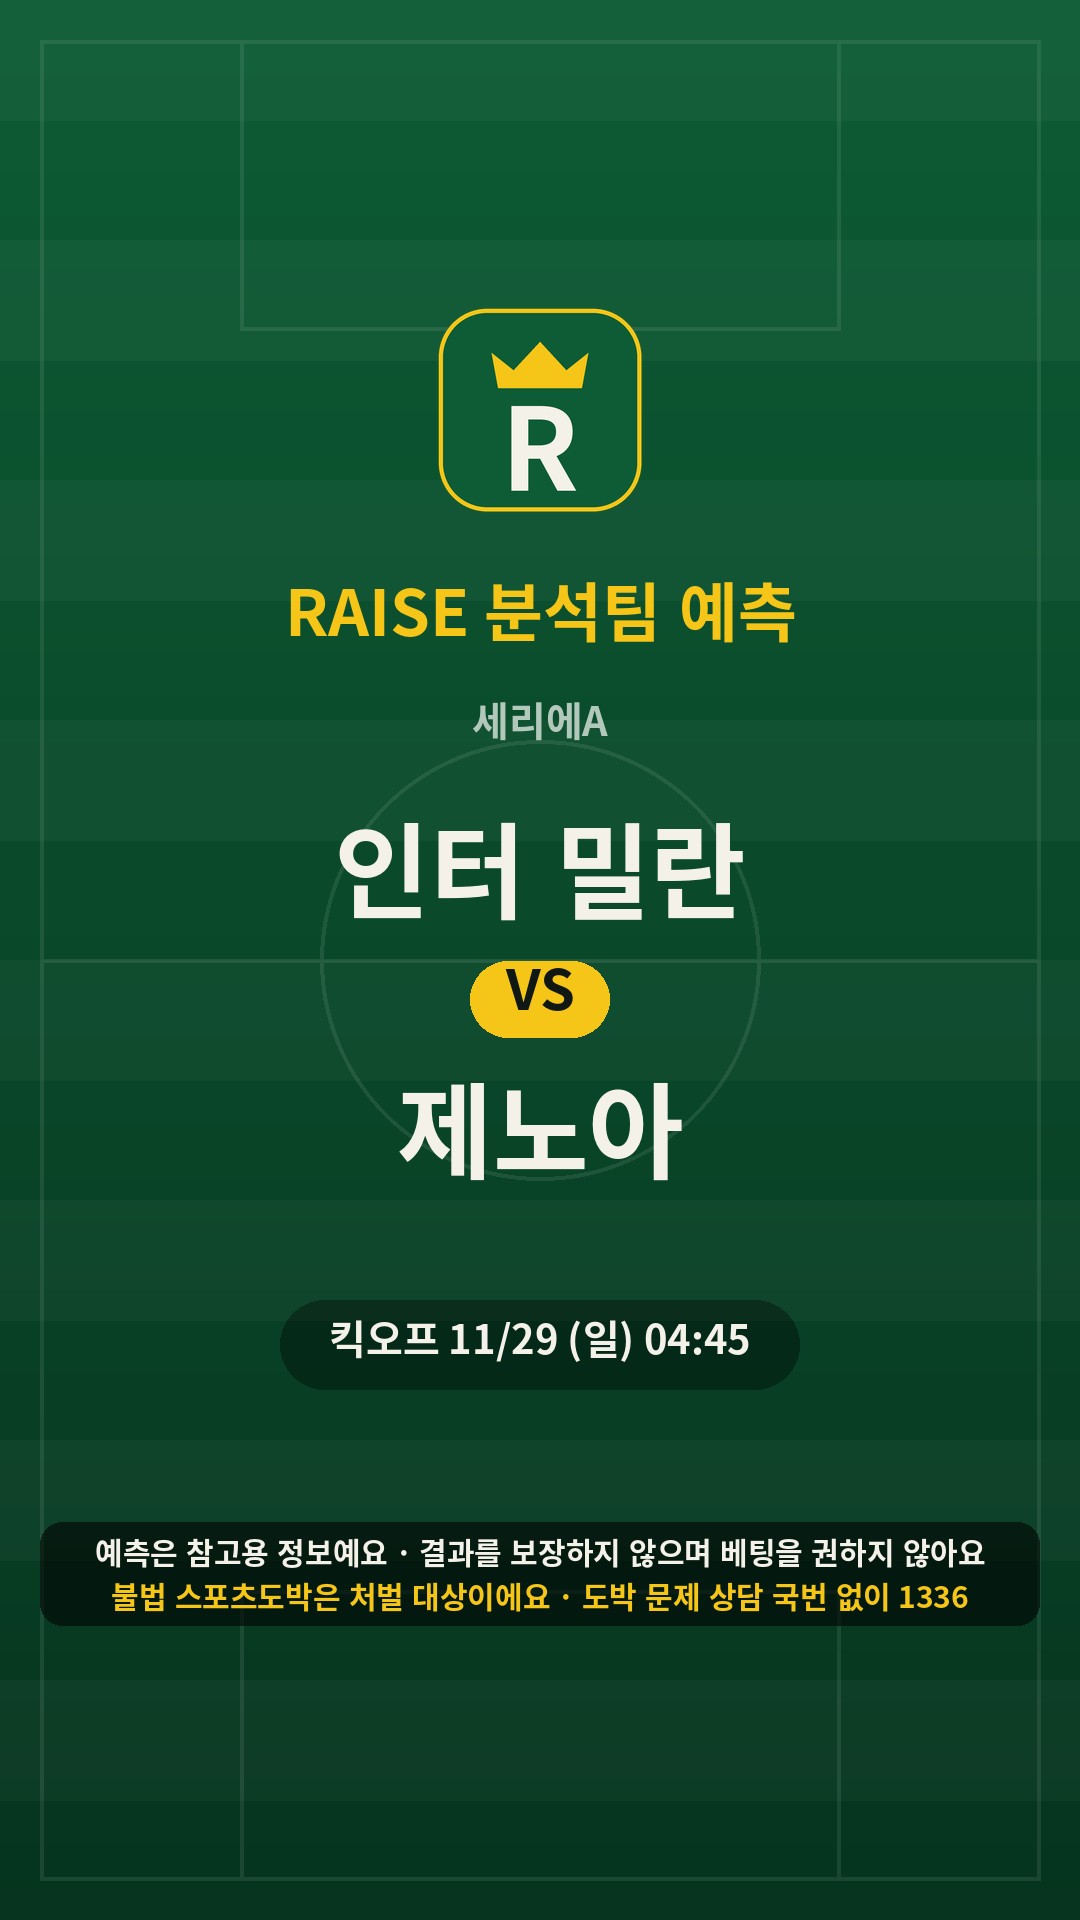 R
RAISE 분석팀 예측
세리에A
인터 밀란
VS
제노아
킥오프 11/29 (일) 04:45
예측은 참고용 정보예요 · 결과를 보장하지 않으며 베팅을 권하지 않아요
불법 스포츠도박은 처벌 대상이에요 · 도박 문제 상담 국번 없이 1336